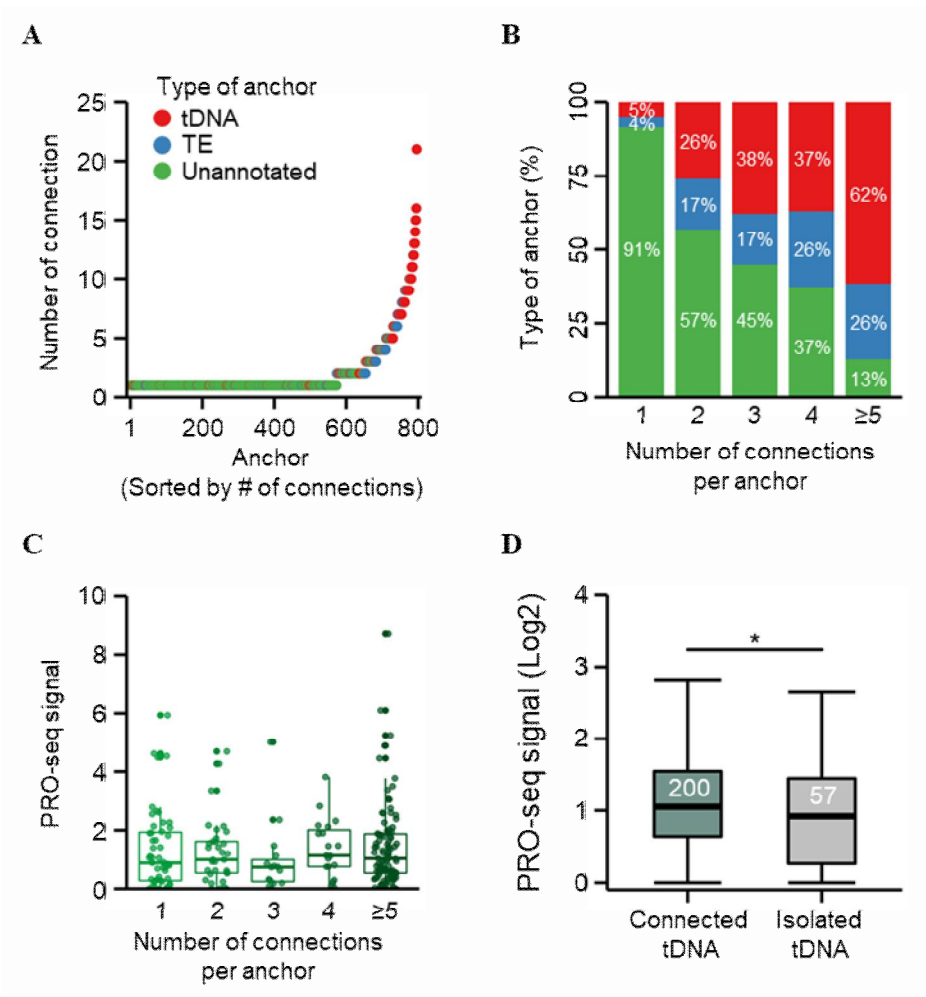 A
Type of anchor
tDNA
TE
Unannotated
Number of connection
25
20
15
10
5
0
1 200 400 600 800
Anchor
(Sorted by # of connections)
B
Type of anchor (%)
100
75
50
25
0
5%
4%
91%
26%
17%
57%
38%
17%
45%
37%
26%
37%
62%
26%
13%
1 2 3 4 ≥5
Number of connections
per anchor
C
PRO-seq signal
10
8
6
4
2
0
1 2 3 4 ≥5
Number of connections
per anchor
D
PRO-seq signal (Log2)
4
3
2
1
0
*
200
57
Connected
tDNA
Isolated
tDNA